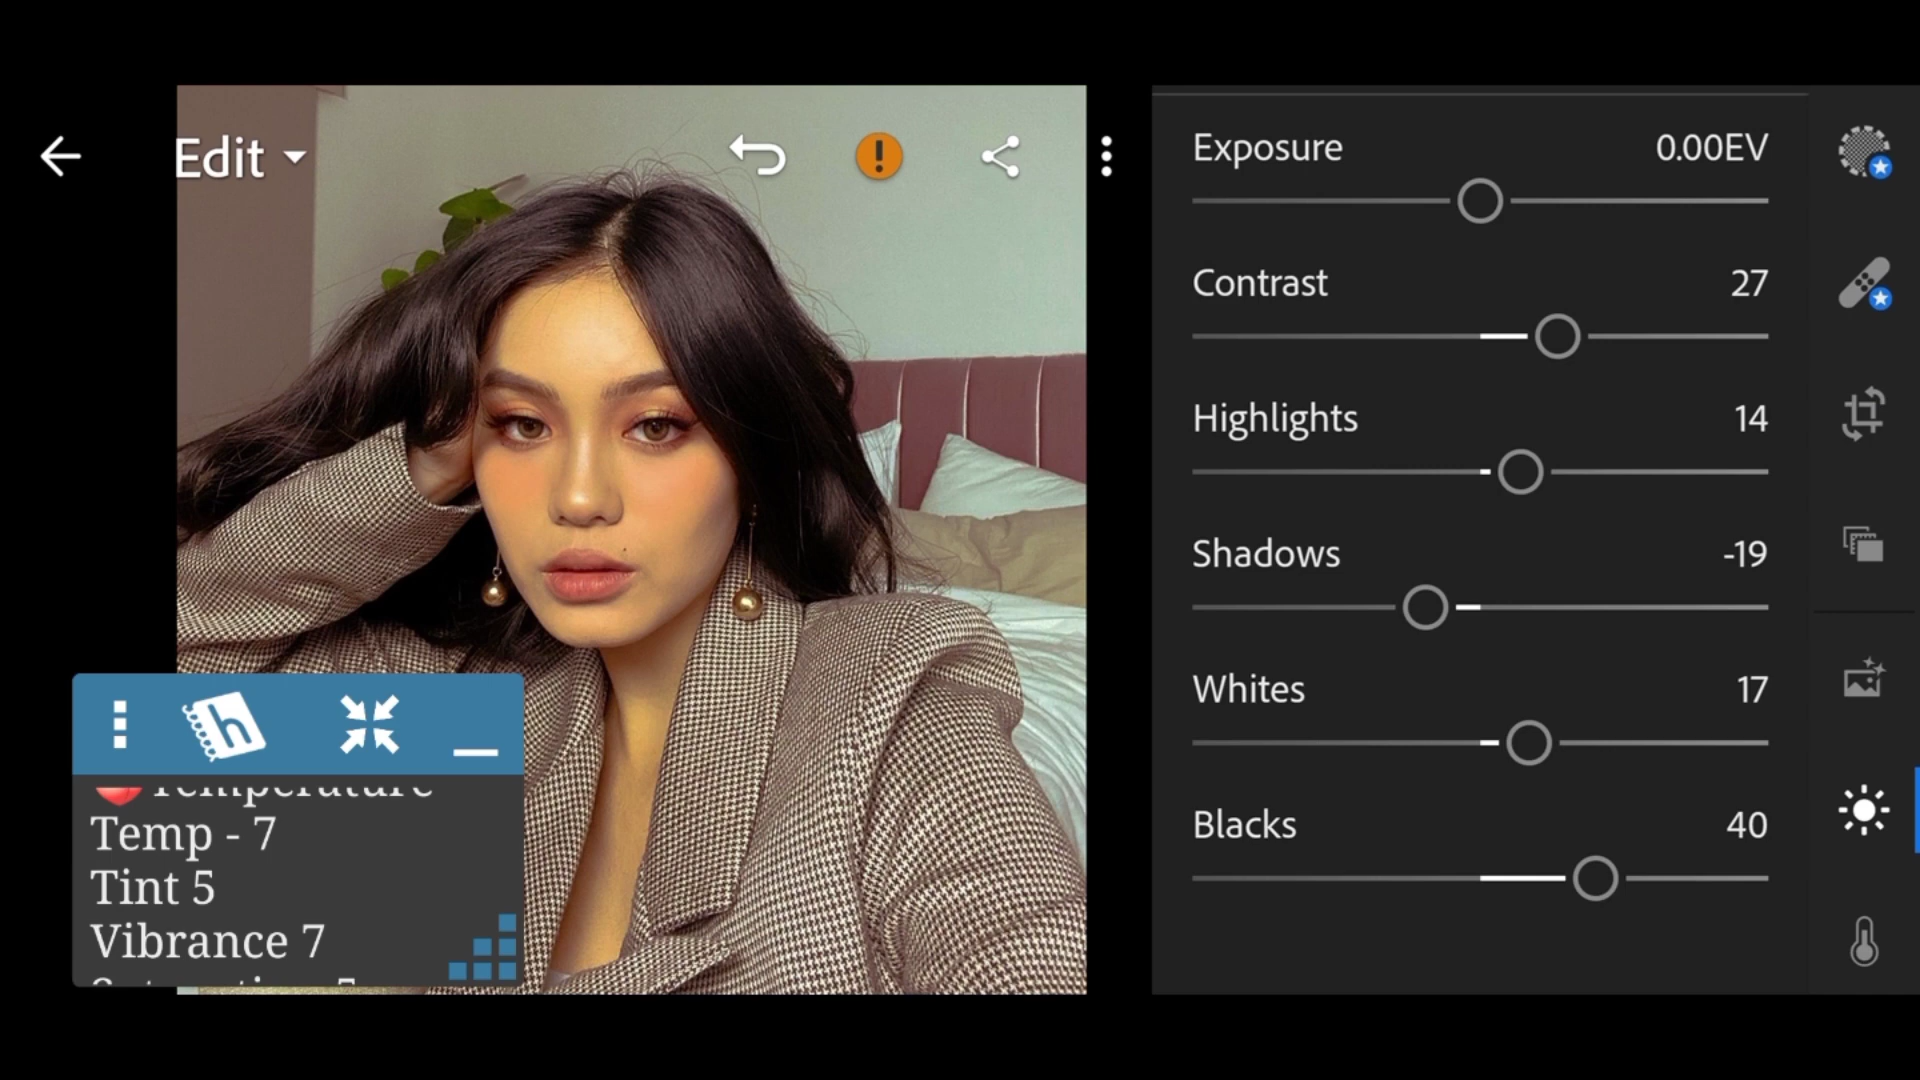 Edit
Exposure 0.00EV
Contrast 27
Highlights 14
Shadows -19
Whites 17
Blacks 40
h
Temperature
Temp - 7
Tint 5
Vibrance 7